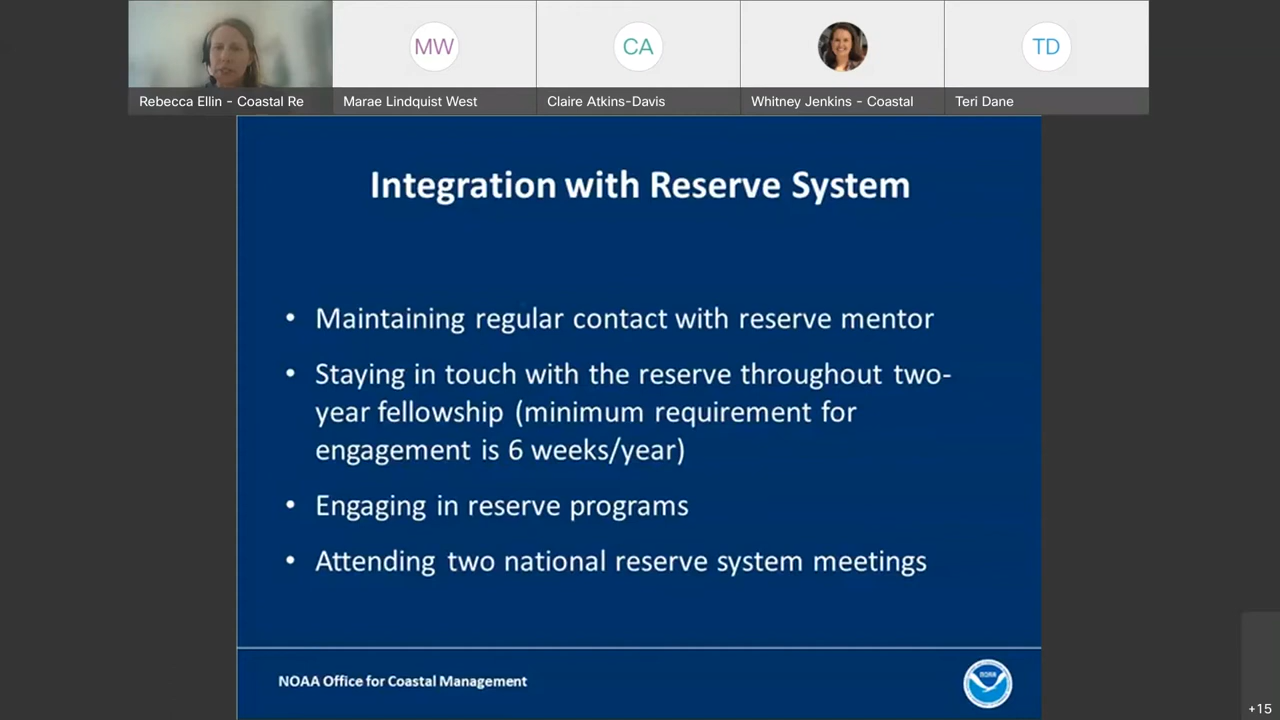 MW
CA
TD
Rebecca Ellin - Coastal Re
Marae Lindquist West
Claire Atkins-Davis
Whitney Jenkins - Coastal
Teri Dane
Integration with Reserve System
• Maintaining regular contact with reserve mentor
• Staying in touch with the reserve throughout two-
year fellowship (minimum requirement for
engagement is 6 weeks/year)
• Engaging in reserve programs
• Attending two national reserve system meetings
NOAA Office for Coastal Management
NOAA
+15